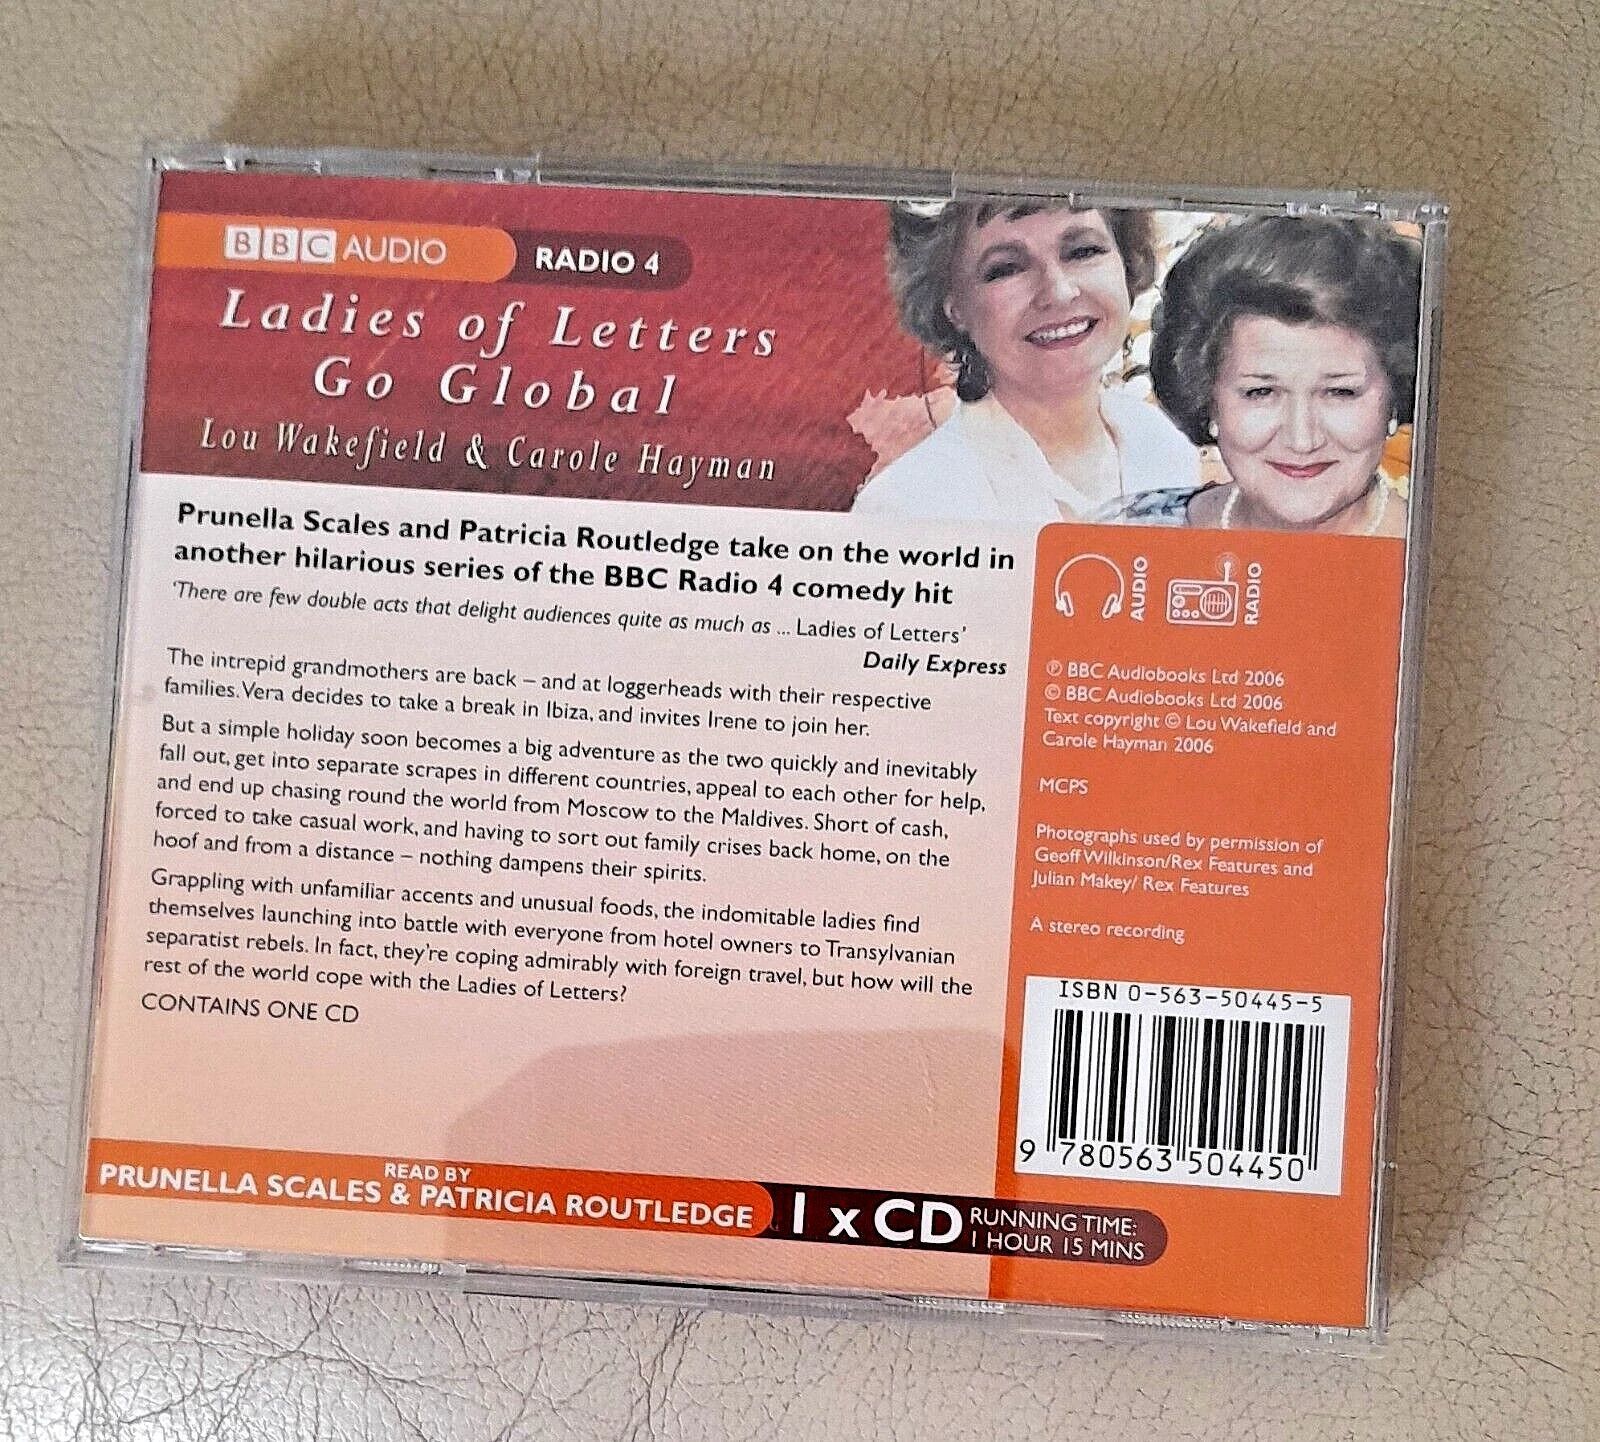 BBC AUDIO RADIO 4
Ladies of Letters
Go Global
Lou Wakefield & Carole Hayman
Prunella Scales and Patricia Routledge take on the world in
another hilarious series of the BBC Radio 4 comedy hit
'There are few double acts that delight audiences quite as much as ... Ladies of Letters'
Daily Express
The intrepid grandmothers are back – and at loggerheads with their respective
families. Vera decides to take a break in Ibiza, and invites Irene to join her.
But a simple holiday soon becomes a big adventure as the two quickly and inevitably
fall out, get into separate scrapes in different countries, appeal to each other for help,
and end up chasing round the world from Moscow to the Maldives. Short of cash,
forced to take casual work, and having to sort out family crises back home, on the
hoof and from a distance – nothing dampens their spirits.
Grappling with unfamiliar accents and unusual foods, the indomitable ladies find
themselves launching into battle with everyone from hotel owners to Transylvanian
separatist rebels. In fact, they're coping admirably with foreign travel, but how will the
rest of the world cope with the Ladies of Letters?
CONTAINS ONE CD
AUDIO
RADIO
℗ BBC Audiobooks Ltd 2006
© BBC Audiobooks Ltd 2006
Text copyright © Lou Wakefield and
Carole Hayman 2006
MCPS
Photographs used by permission of
Geoff Wilkinson/Rex Features and
Julian Makey/ Rex Features
A stereo recording
ISBN 0-563-50445-5
9 780563 504450
READ BY
PRUNELLA SCALES & PATRICIA ROUTLEDGE
1 x CD
RUNNING TIME:
1 HOUR 15 MINS